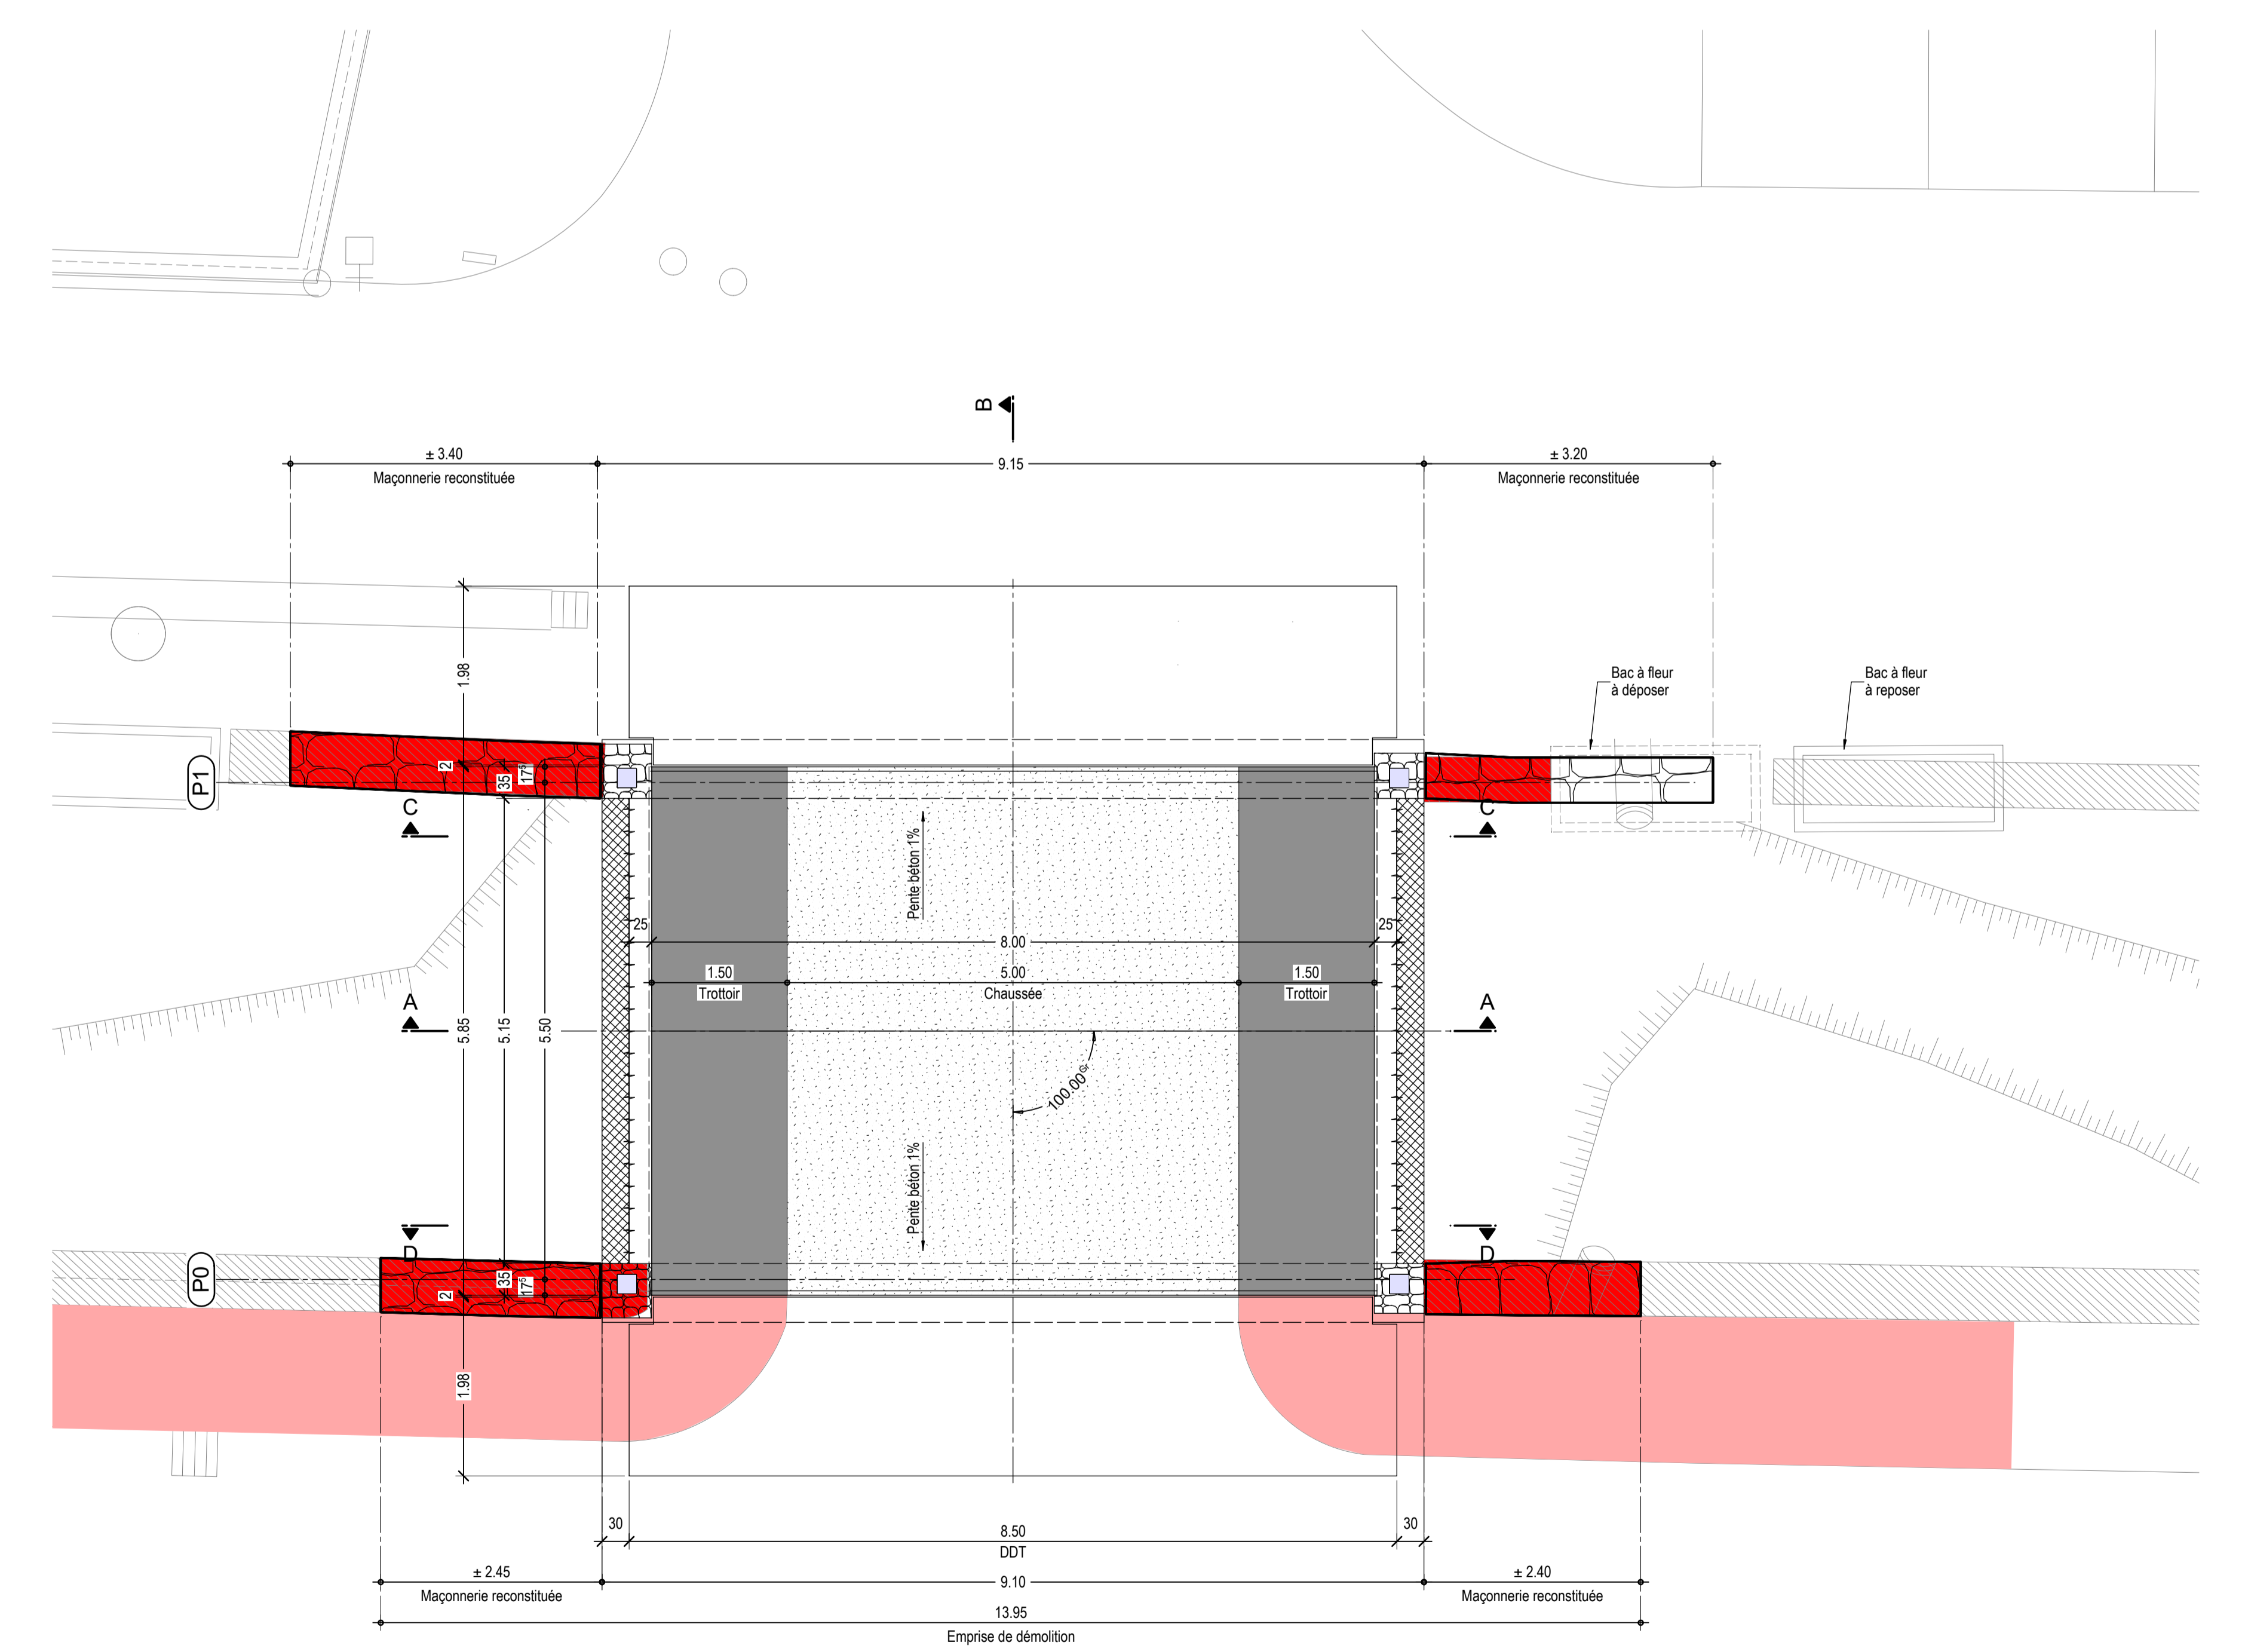 B
± 3.40
Maçonnerie reconstituée
9.15
± 3.20
Maçonnerie reconstituée
1.98
Bac à fleur
à déposer
Bac à fleur
à reposer
P1
2
35
17⁵
C
C
Pente béton 1%
25
8.00
25
1.50
Trottoir
5.00
Chaussée
1.50
Trottoir
A
A
5.85
5.15
5.50
100.00ᴳʳ
Pente béton 1%
D
D
P0
2
35
17⁵
1.98
30
8.50
30
DDT
± 2.45
Maçonnerie reconstituée
9.10
± 2.40
Maçonnerie reconstituée
13.95
Emprise de démolition